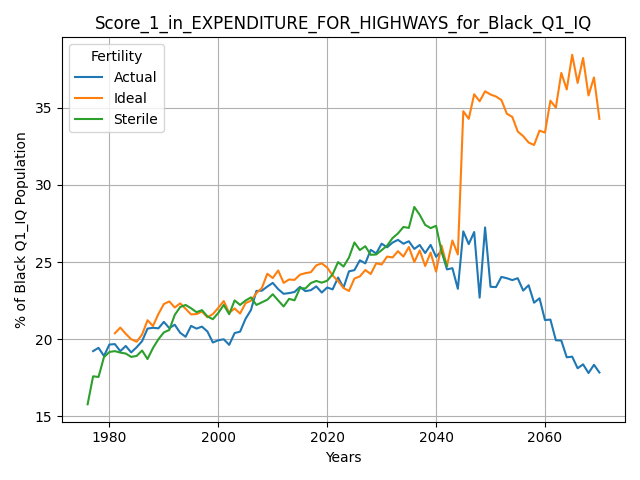 Score_1_in_EXPENDITURE_FOR_HIGHWAYS_for_Black_Q1_IQ
Fertility
Actual
Ideal
Sterile
% of Black Q1_IQ Population
35
30
25
20
15
1980
2000
2020
2040
2060
Years